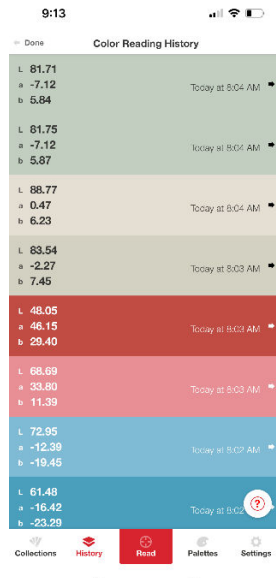 9:13
Done Color Reading History
L 81.71
a -7.12 Today at 8:04 AM
b 5.84
L 81.75
a -7.12 Today at 8:04 AM
b 5.87
L 88.77
a 0.47 Today at 8:04 AM
b 6.23
L 83.54
a -2.27 Today at 8:03 AM
b 7.45
L 48.05
a 46.15 Today at 8:03 AM
b 29.40
L 68.69
a 33.80 Today at 8:03 AM
b 11.39
L 72.95
a -12.39 Today at 8:02 AM
b -19.45
L 61.48
a -16.42 Today at 8:02 ?
b -23.29
Collections History Read Palettes Settings